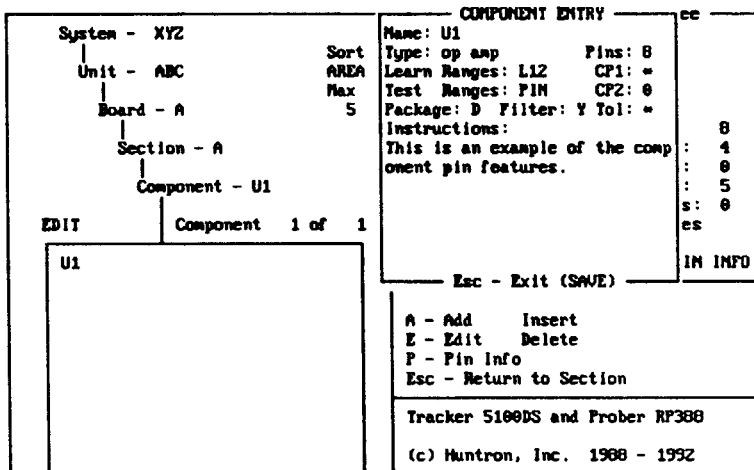 COMPONENT ENTRY
ee
System - XYZ
Name: U1
Sort
Type: op amp Pins: 8
Unit - ABC
AREA
Learn Ranges: L12 CP1: *
Max
Test Ranges: PIN CP2: 0
Board - A
5
Package: D Filter: Y Tol: *
Instructions:
8
Section - A
This is an example of the comp
: 4
oment pin features.
: 0
Component - U1
: 5
s: 0
EDIT Component 1 of 1
es
U1
IN INFO
Esc - Exit (SAVE)
A - Add Insert
E - Edit Delete
P - Pin Info
Esc - Return to Section
Tracker 5100DS and Prober RP388
(c) Huntron, Inc. 1988 - 1992